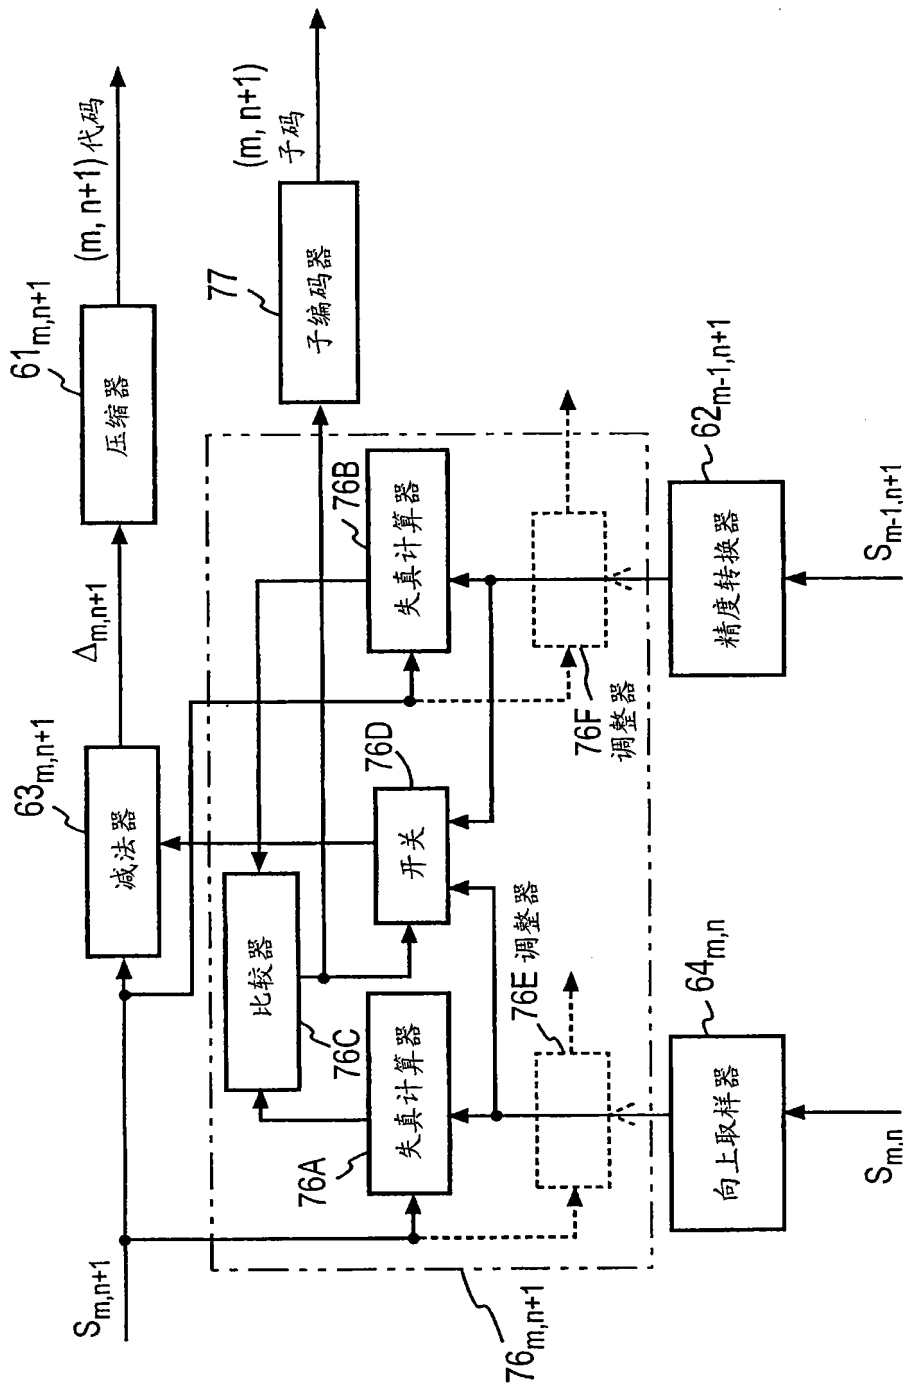 (m, n+1) 代码
(m, n+1)
子码
61m,n+1
压缩器
77
子编码器
Δm,n+1
63m,n+1
减法器
76B
失真计算器
62m-1,n+1
精度转换器
Sm-1,n+1
76D
开关
76F
调整器
比较器
76C
76A
失真计算器
76E 调整器
64m,n
向上取样器
Sm,n
Sm,n+1
76m,n+1